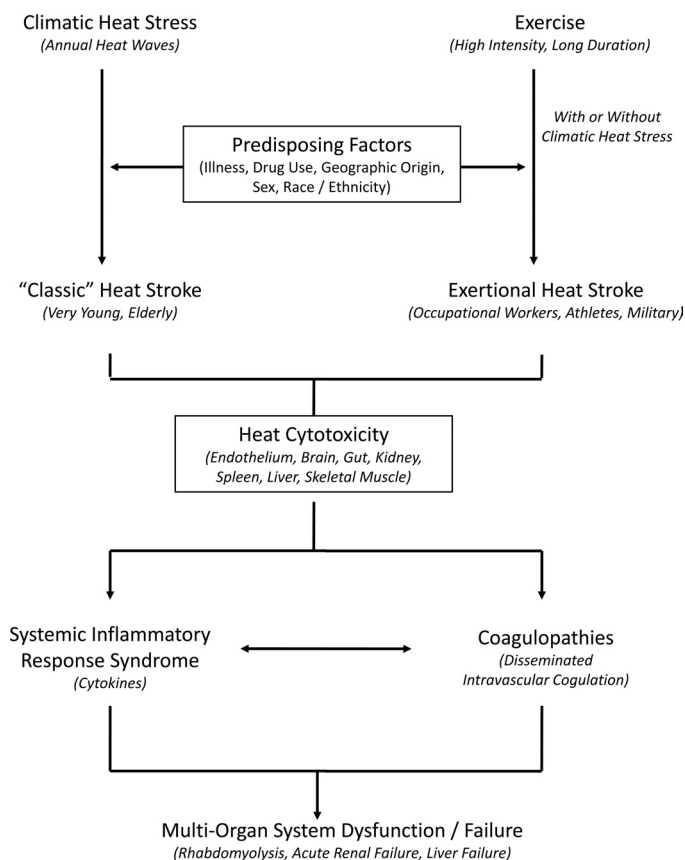 Climatic Heat Stress
(Annual Heat Waves)
Exercise
(High Intensity, Long Duration)
With or Without
Climatic Heat Stress
Predisposing Factors
(Illness, Drug Use, Geographic Origin,
Sex, Race / Ethnicity)
“Classic” Heat Stroke
(Very Young, Elderly)
Exertional Heat Stroke
(Occupational Workers, Athletes, Military)
Heat Cytotoxicity
(Endothelium, Brain, Gut, Kidney,
Spleen, Liver, Skeletal Muscle)
Systemic Inflammatory
Response Syndrome
(Cytokines)
Coagulopathies
(Disseminated
Intravascular Cogulation)
Multi-Organ System Dysfunction / Failure
(Rhabdomyolysis, Acute Renal Failure, Liver Failure)